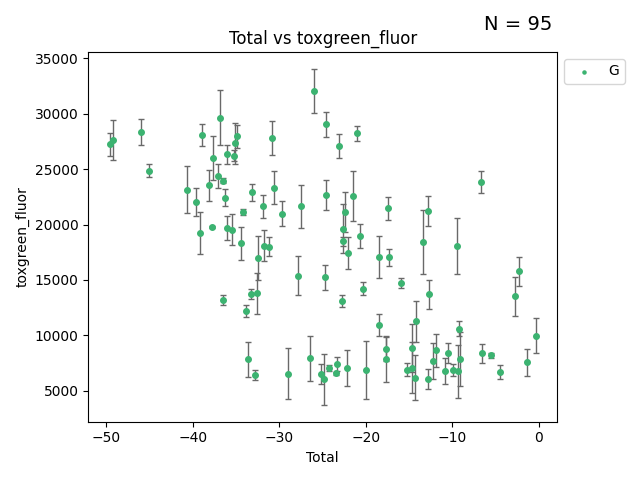 N = 95
Total vs toxgreen_fluor
G
35000
30000
25000
20000
15000
10000
5000
toxgreen_fluor
−50 −40 −30 −20 −10 0
Total